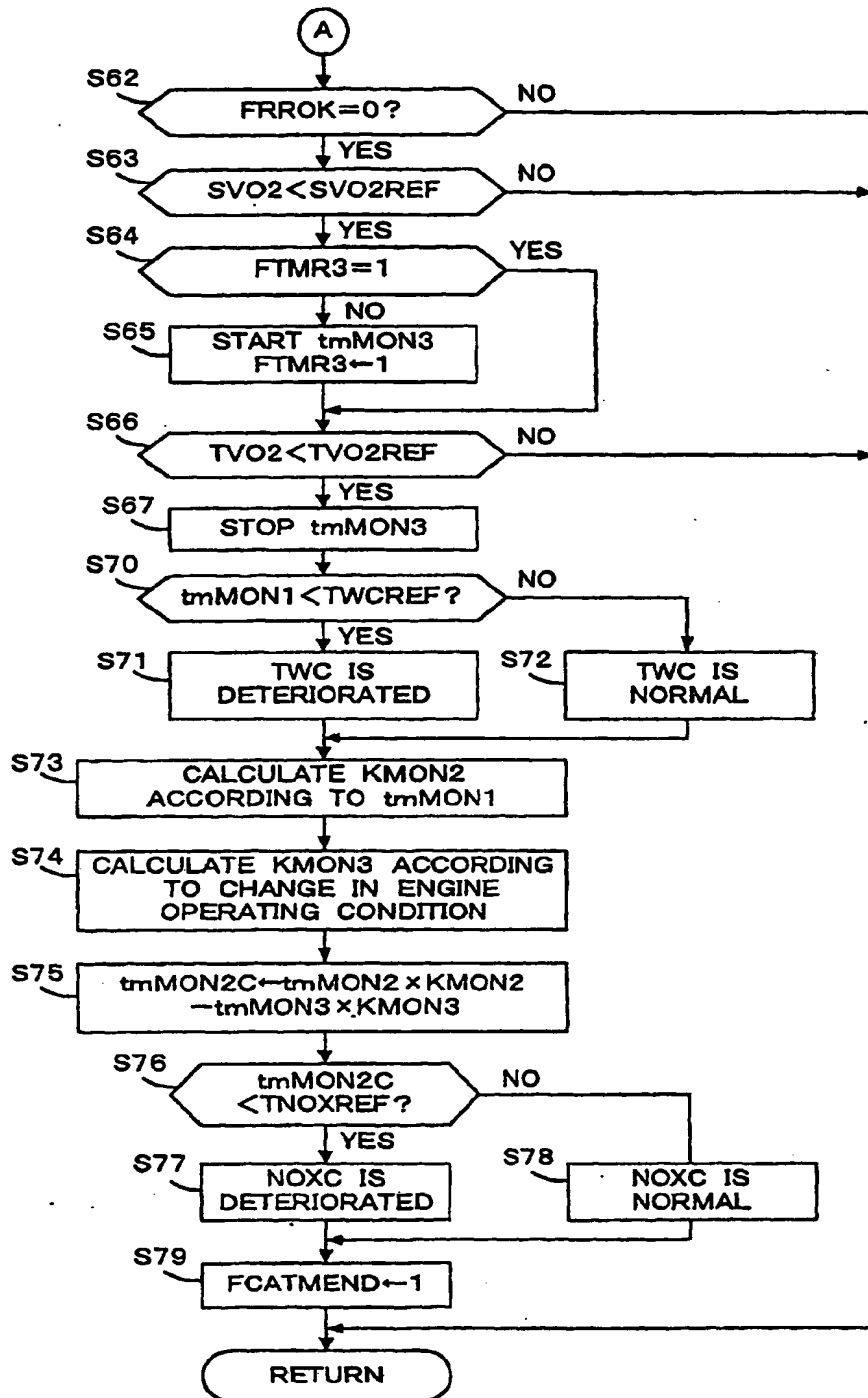 A
S62
FRROK=0?
NO
YES
S63
SVO2<SVO2REF
NO
YES
S64
FTMR3=1
YES
NO
S65
START tmMON3
FTMR3←1
S66
TVO2<TVO2REF
NO
YES
S67
STOP tmMON3
S70
tmMON1<TWCREF?
NO
YES
S71
TWC IS
DETERIORATED
S72
TWC IS
NORMAL
S73
CALCULATE KMON2
ACCORDING TO tmMON1
S74
CALCULATE KMON3 ACCORDING
TO CHANGE IN ENGINE
OPERATING CONDITION
S75
tmMON2C←tmMON2×KMON2
−tmMON3×KMON3
S76
tmMON2C
<TNOXREF?
NO
YES
S77
NOXC IS
DETERIORATED
S78
NOXC IS
NORMAL
S79
FCATMEND←1
RETURN